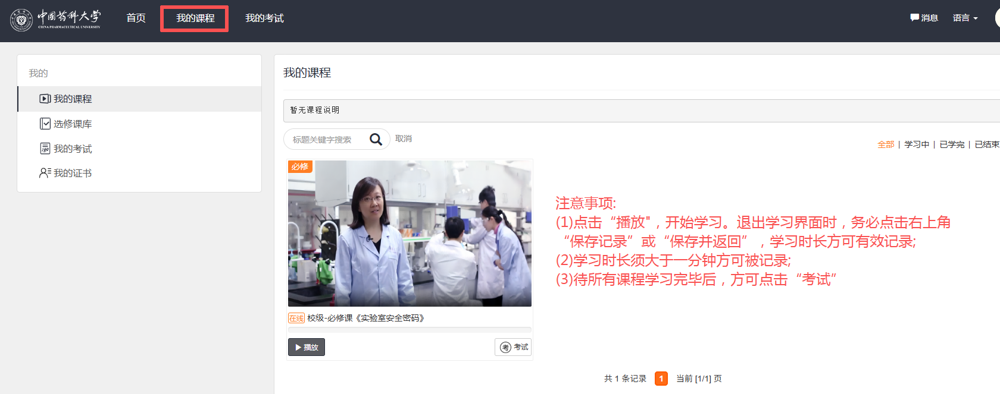 中国药科大学
CHINA PHARMACEUTICAL UNIVERSITY
首页
我的课程
我的考试
消息
语言
我的
我的课程
选修课库
我的考试
我的证书
我的课程
暂无课程说明
标题关键字搜索
取消
全部 | 学习中 | 已学完 | 已结束
必修
注意事项:
(1)点击“播放"，开始学习。退出学习界面时，务必点击右上角
“保存记录”或“保存并返回”，学习时长方可有效记录;
(2)学习时长须大于一分钟方可被记录;
(3)待所有课程学习完毕后，方可点击“考试”
在线 校级-必修课《实验室安全密码》
播放
考 考试
共 1 条记录 1 当前 [1/1] 页